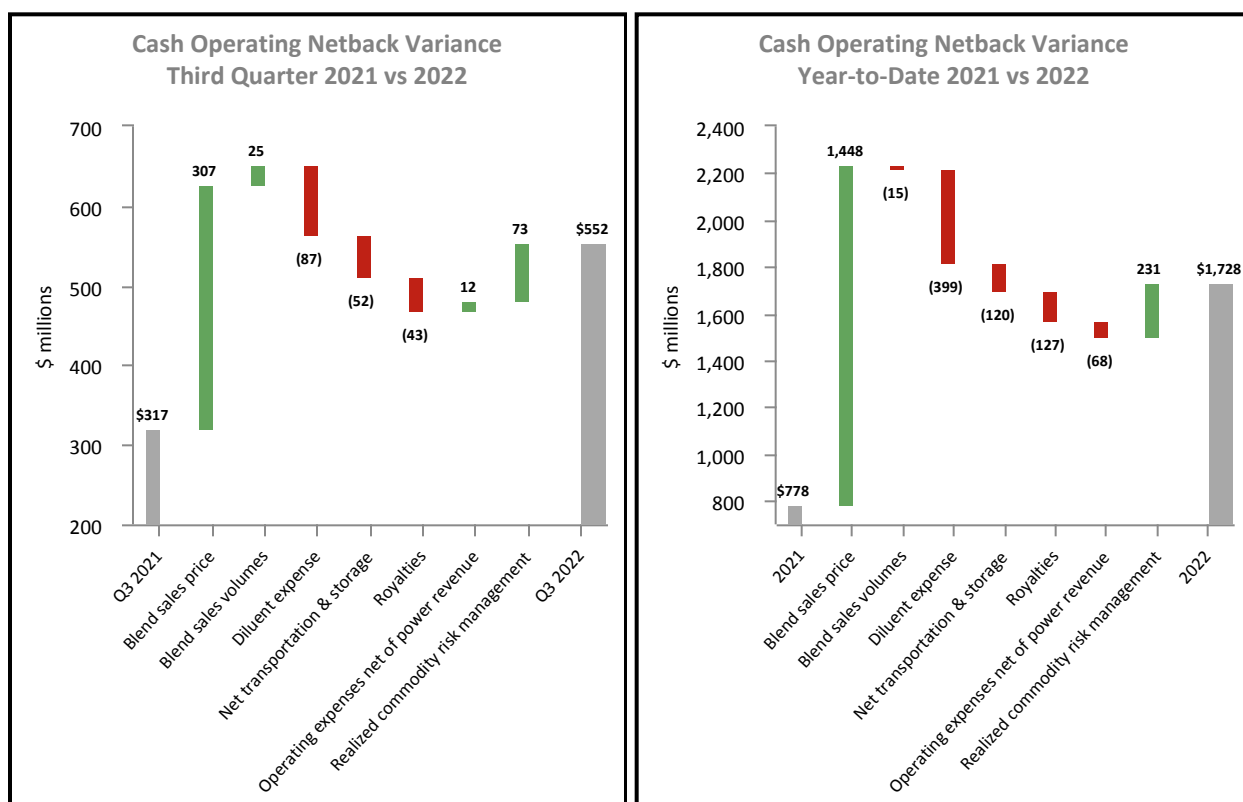 Cash Operating Netback Variance
Third Quarter 2021 vs 2022
$ millions
700
600
500
400
300
200
$317
307
25
(87)
(52)
(43)
12
73
$552
Q3 2021
Blend sales price
Blend sales volumes
Diluent expense
Net transportation & storage
Royalties
Operating expenses net of power revenue
Realized commodity risk management
Q3 2022
Cash Operating Netback Variance
Year-to-Date 2021 vs 2022
$ millions
2,400
2,200
2,000
1,800
1,600
1,400
1,200
1,000
800
$778
1,448
(15)
(399)
(120)
(127)
(68)
231
$1,728
2021
Blend sales price
Blend sales volumes
Diluent expense
Net transportation & storage
Royalties
Operating expenses net of power revenue
Realized commodity risk management
2022